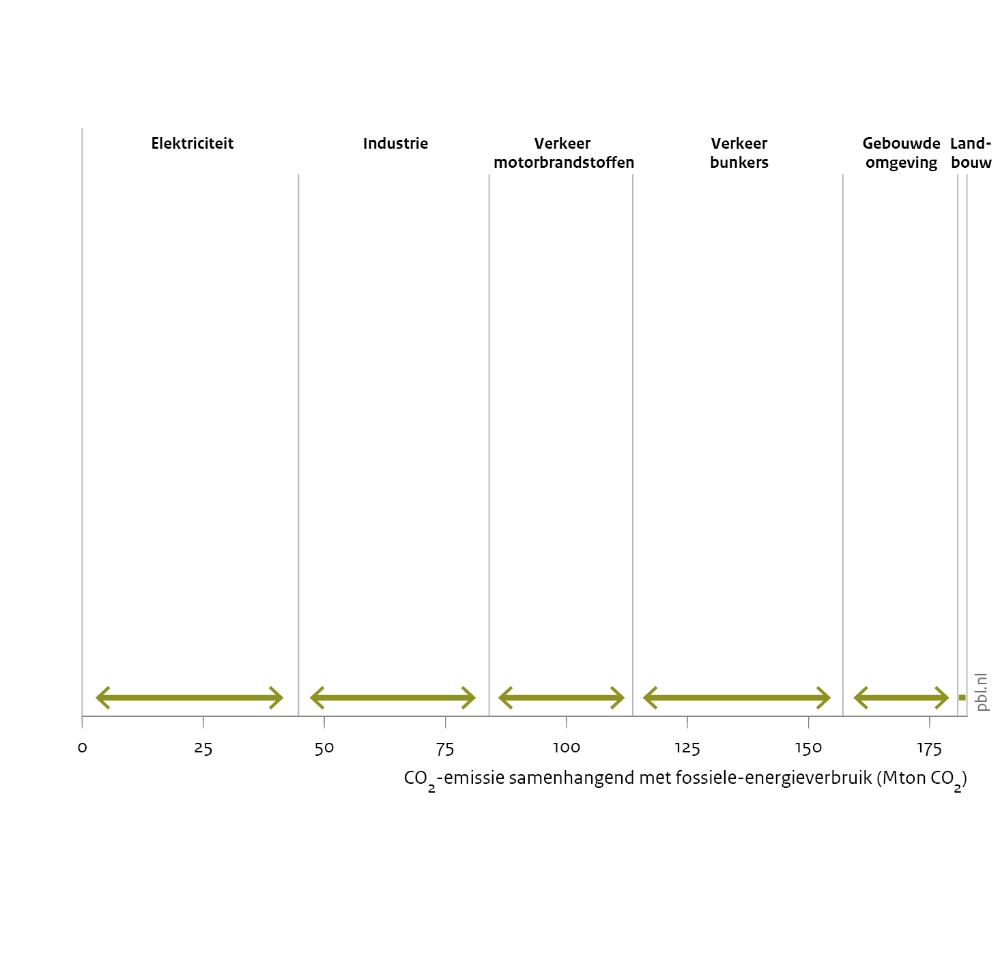 Elektriciteit
Industrie
Verkeer
motorbrandstoffen
Verkeer
bunkers
Gebouwde
omgeving
Land-
bouw
pbl.nl
0 25 50 75 100 125 150 175
CO2-emissie samenhangend met fossiele-energieverbruik (Mton CO2)